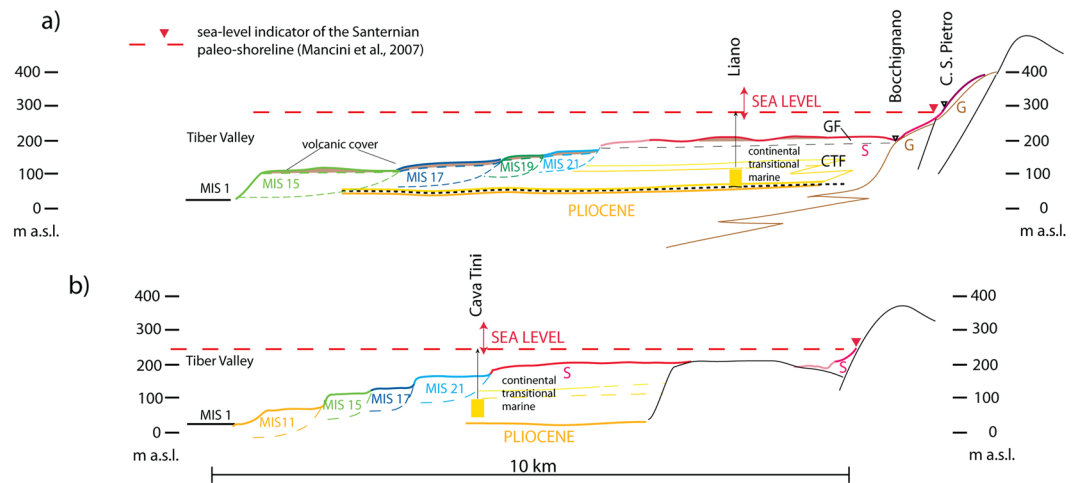 a)
sea-level indicator of the Santernian
paleo-shoreline (Mancini et al., 2007)
Liano
Bocchignano
C. S. Pietro
400
300
200
100
0
m a.s.l.
400
300
200
100
0
m a.s.l.
SEA LEVEL
Tiber Valley
volcanic cover
MIS 1
MIS 15
MIS 17
MIS19
MIS 21
GF
S
G
G
CTF
continental
transitional
marine
PLIOCENE
b)
Cava Tini
400
300
200
100
0
m a.s.l.
400
300
200
100
0
m a.s.l.
SEA LEVEL
Tiber Valley
MIS 1
MIS11
MIS 15
MIS 17
MIS 21
S
S
continental
transitional
marine
PLIOCENE
10 km